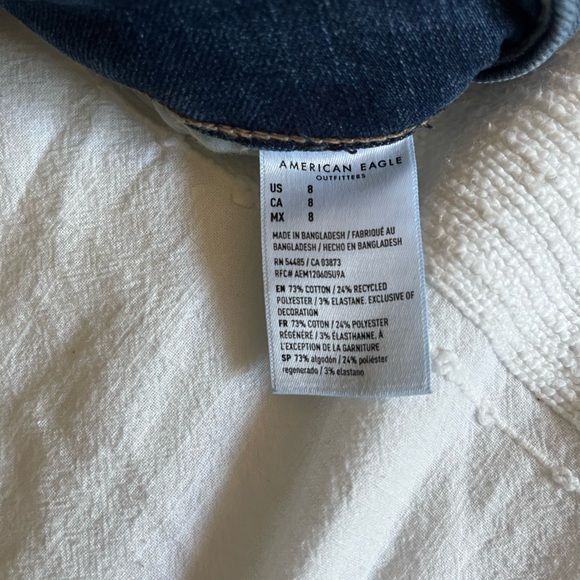 AMERICAN EAGLE
OUTFITTERS
US 8
CA 8
MX 8
MADE IN BANGLADESH / FABRIQUÉ AU
BANGLADESH / HECHO EN BANGLADESH
RN 54485 / CA 03873
RFC# AEM120605U9A
EN 73% COTTON / 24% RECYCLED
POLYESTER / 3% ELASTANE. EXCLUSIVE OF
DECORATION
FR 73% COTON / 24% POLYESTER
RÉGÉNÉRÉ / 3% ÉLASTHANNE, À
L'EXCEPTION DE LA GARNITURE
SP 73% algodón / 24% poliéster
regenerado / 3% elastano